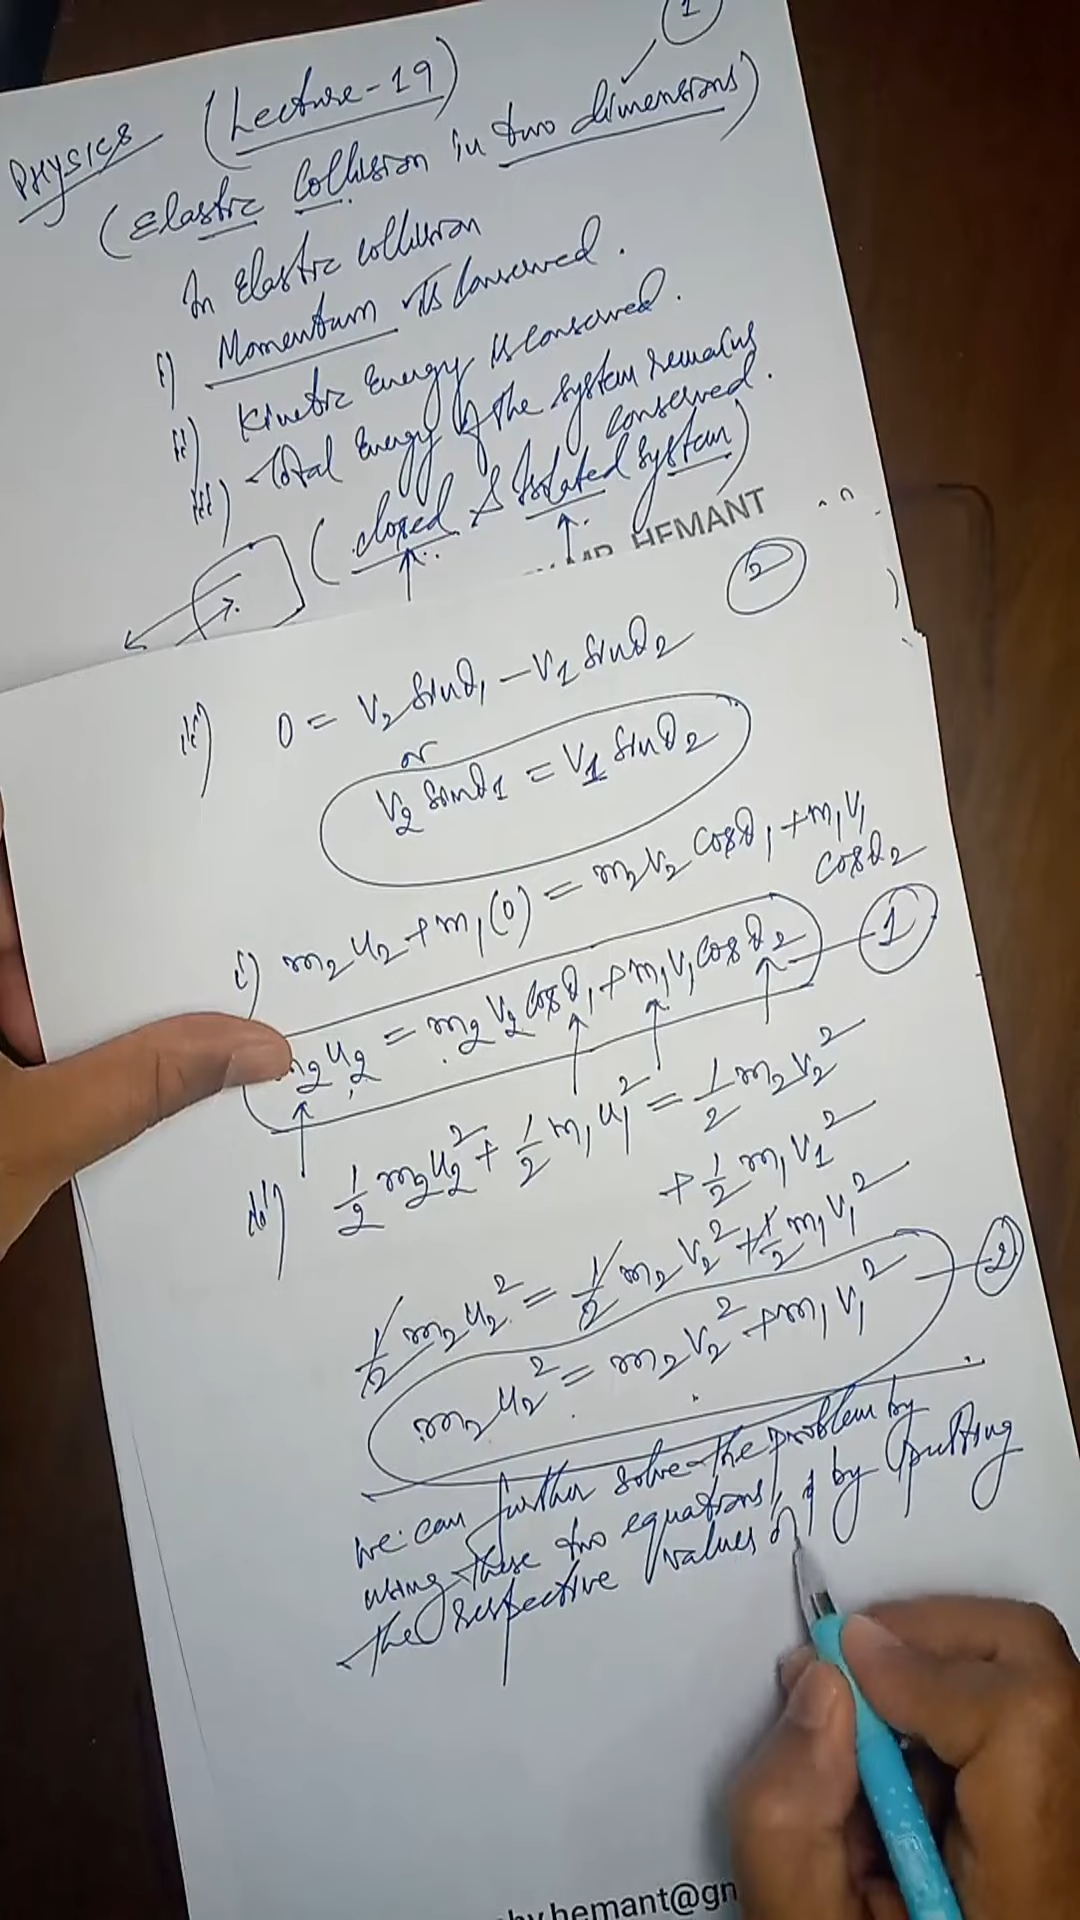 1
PHYSICS (Lecture-19)
(Elastic Collision in two dimensions)
In Elastic Collision
i) Momentum is Conserved.
ii) Kinetic Energy is conserved.
iii) Total Energy of the system remains
conserved.
(closed & Isolated system)
MR HEMANT
2
0 = V₂ sinθ₁ - V₁ sinθ₂
or
V₂ sinθ₁ = V₁ sinθ₂
i) m₂u₂ + m₁(0) = m₂V₂ cosθ₁ + m₁V₁
cosθ₂
m₂u₂ = m₂V₂ cosθ₁ + m₁V₁ cosθ₂ — 1
½ m₂u₂² + ½ m₁u₁² = ½ m₂V₂²
+ ½ m₁V₁²
½ m₂u₂² = ½ m₂V₂² + ½ m₁V₁²
m₂u₂² = m₂V₂² + m₁V₁² — 2
We can further solve the problem by
using these two equations, & by putting
the respective values of
hy.hemant@gn